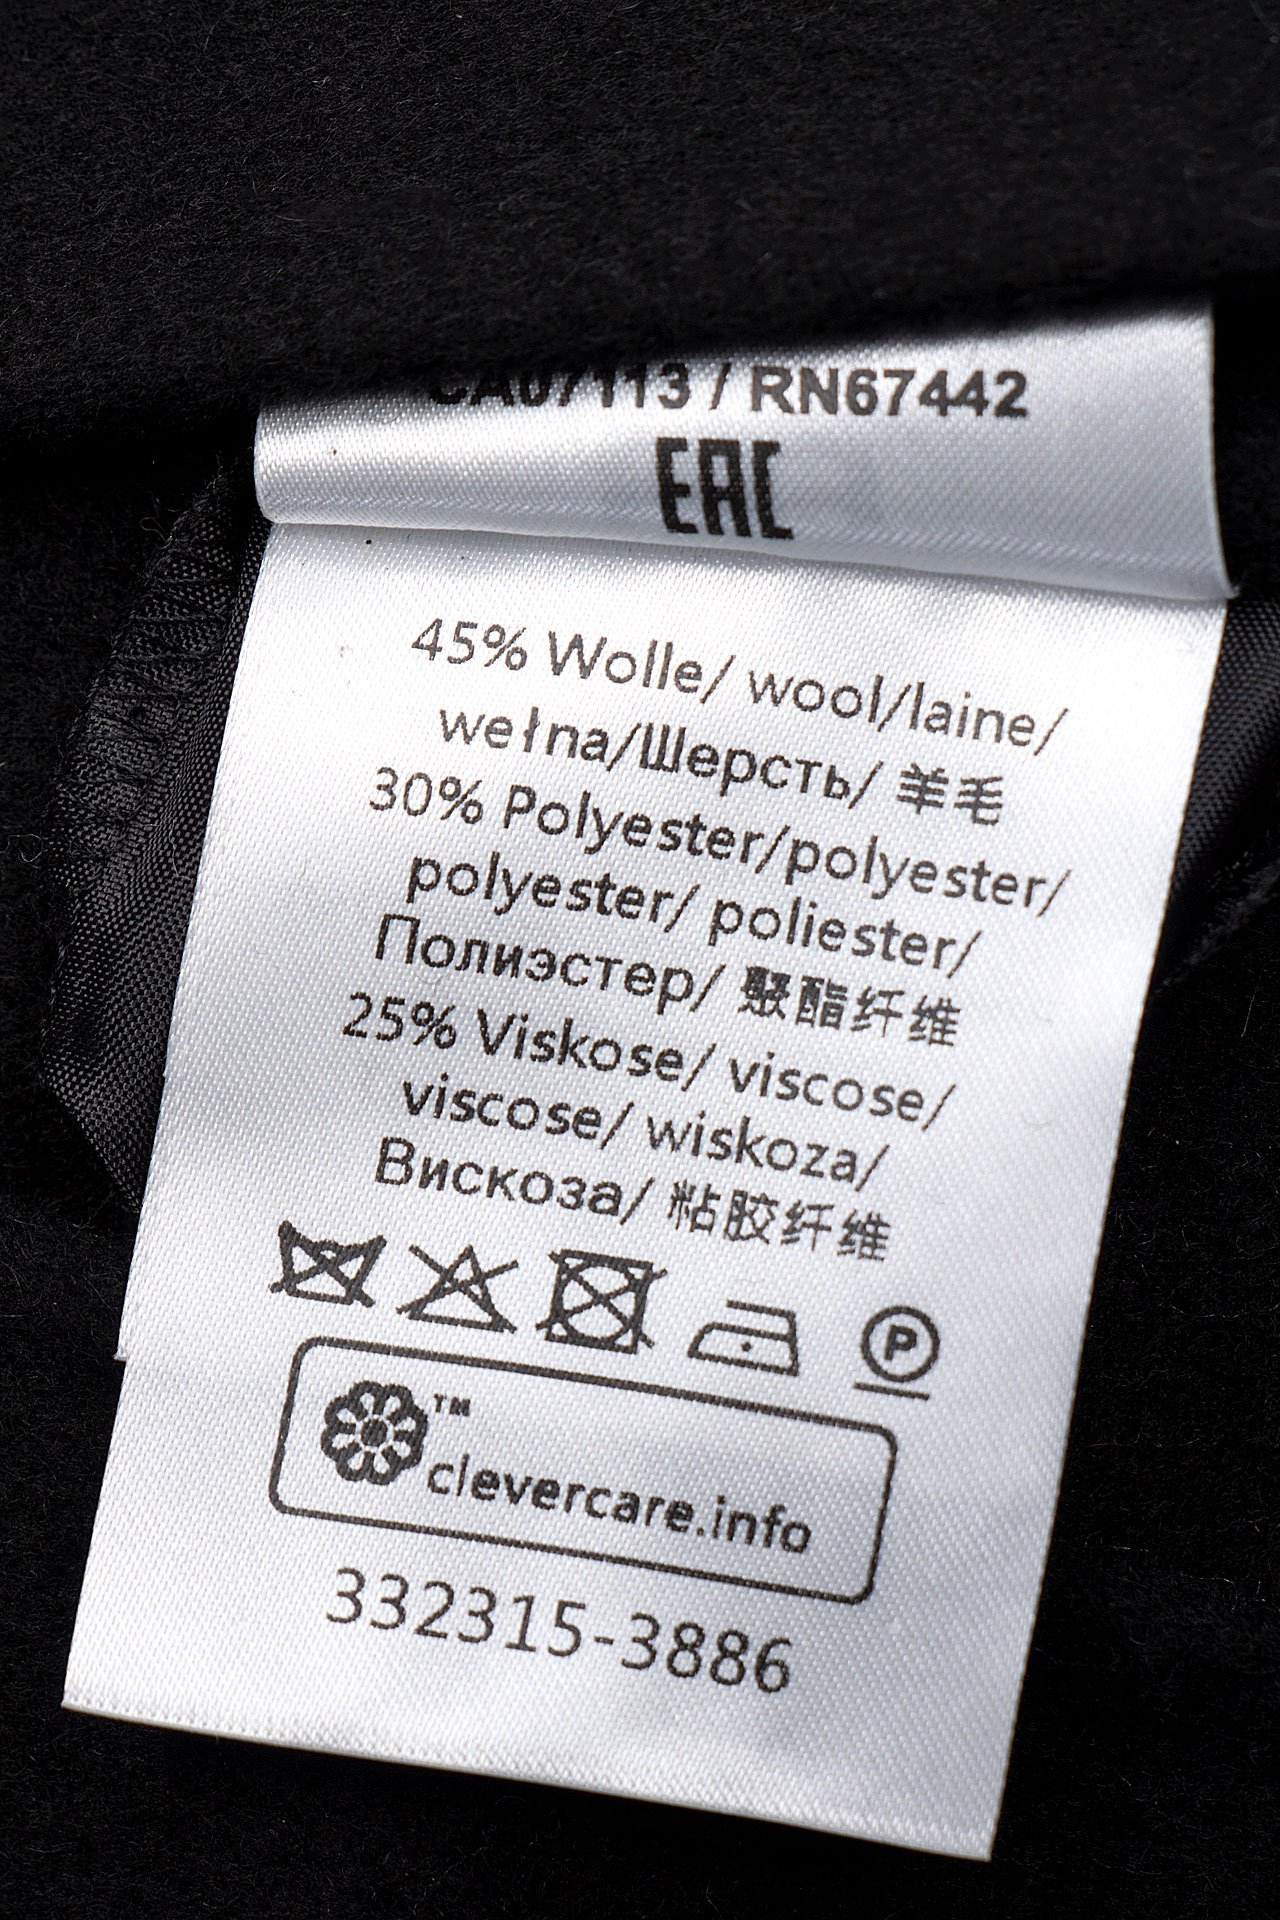 CA07113 / RN67442
EAC
45% Wolle/ wool/laine/
wełna/Шерсть/ 羊毛
30% Polyester/polyester/
polyester/ poliester/
Полиэстер/ 聚酯纤维
25% Viskose/ viscose/
viscose/ wiskoza/
Вискоза/ 粘胶纤维
P
™
clevercare.info
332315-3886